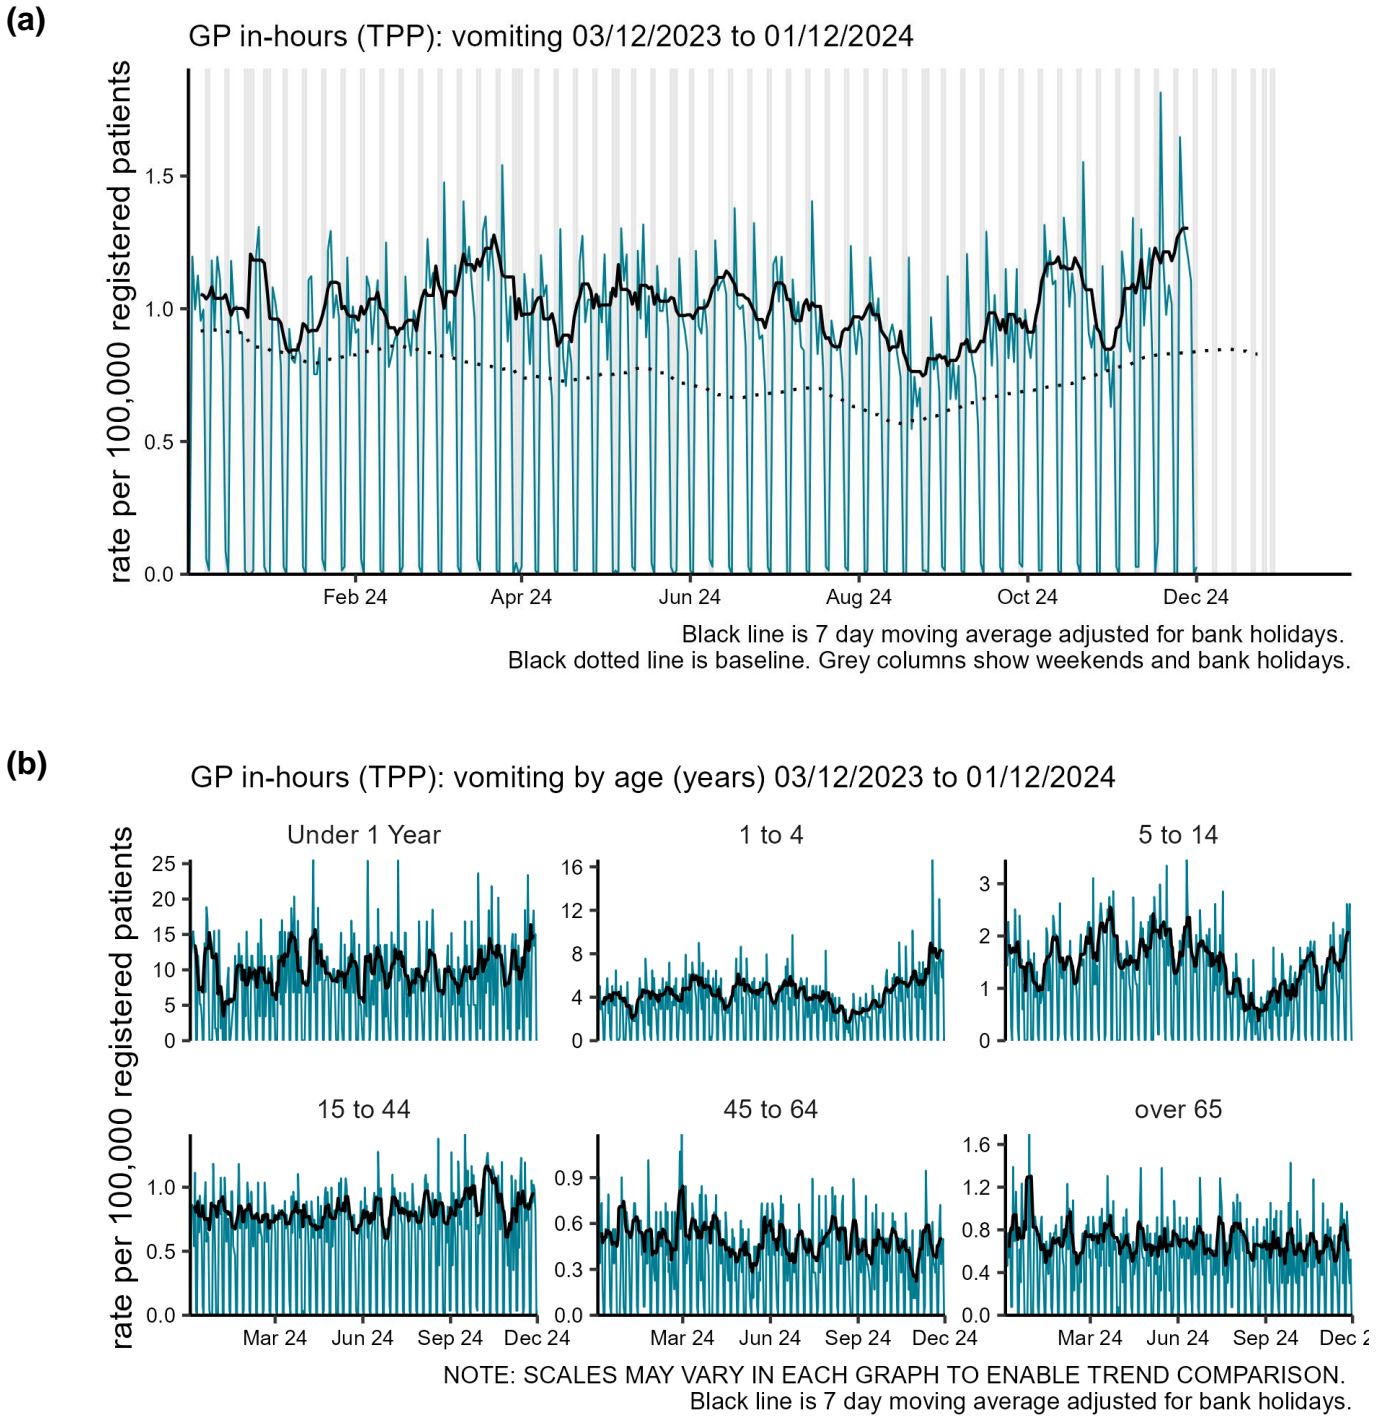 (a)
GP in-hours (TPP): vomiting 03/12/2023 to 01/12/2024
rate per 100,000 registered patients
1.5
1.0
0.5
0.0
Feb 24 Apr 24 Jun 24 Aug 24 Oct 24 Dec 24
Black line is 7 day moving average adjusted for bank holidays.
Black dotted line is baseline. Grey columns show weekends and bank holidays.
(b)
GP in-hours (TPP): vomiting by age (years) 03/12/2023 to 01/12/2024
rate per 100,000 registered patients
Under 1 Year
25
20
15
10
5
0
1 to 4
16
12
8
4
0
5 to 14
3
2
1
0
15 to 44
1.0
0.5
0.0
Mar 24 Jun 24 Sep 24 Dec 24
45 to 64
0.9
0.6
0.3
0.0
Mar 24 Jun 24 Sep 24 Dec 24
over 65
1.6
1.2
0.8
0.4
0.0
Mar 24 Jun 24 Sep 24 Dec
NOTE: SCALES MAY VARY IN EACH GRAPH TO ENABLE TREND COMPARISON.
Black line is 7 day moving average adjusted for bank holidays.